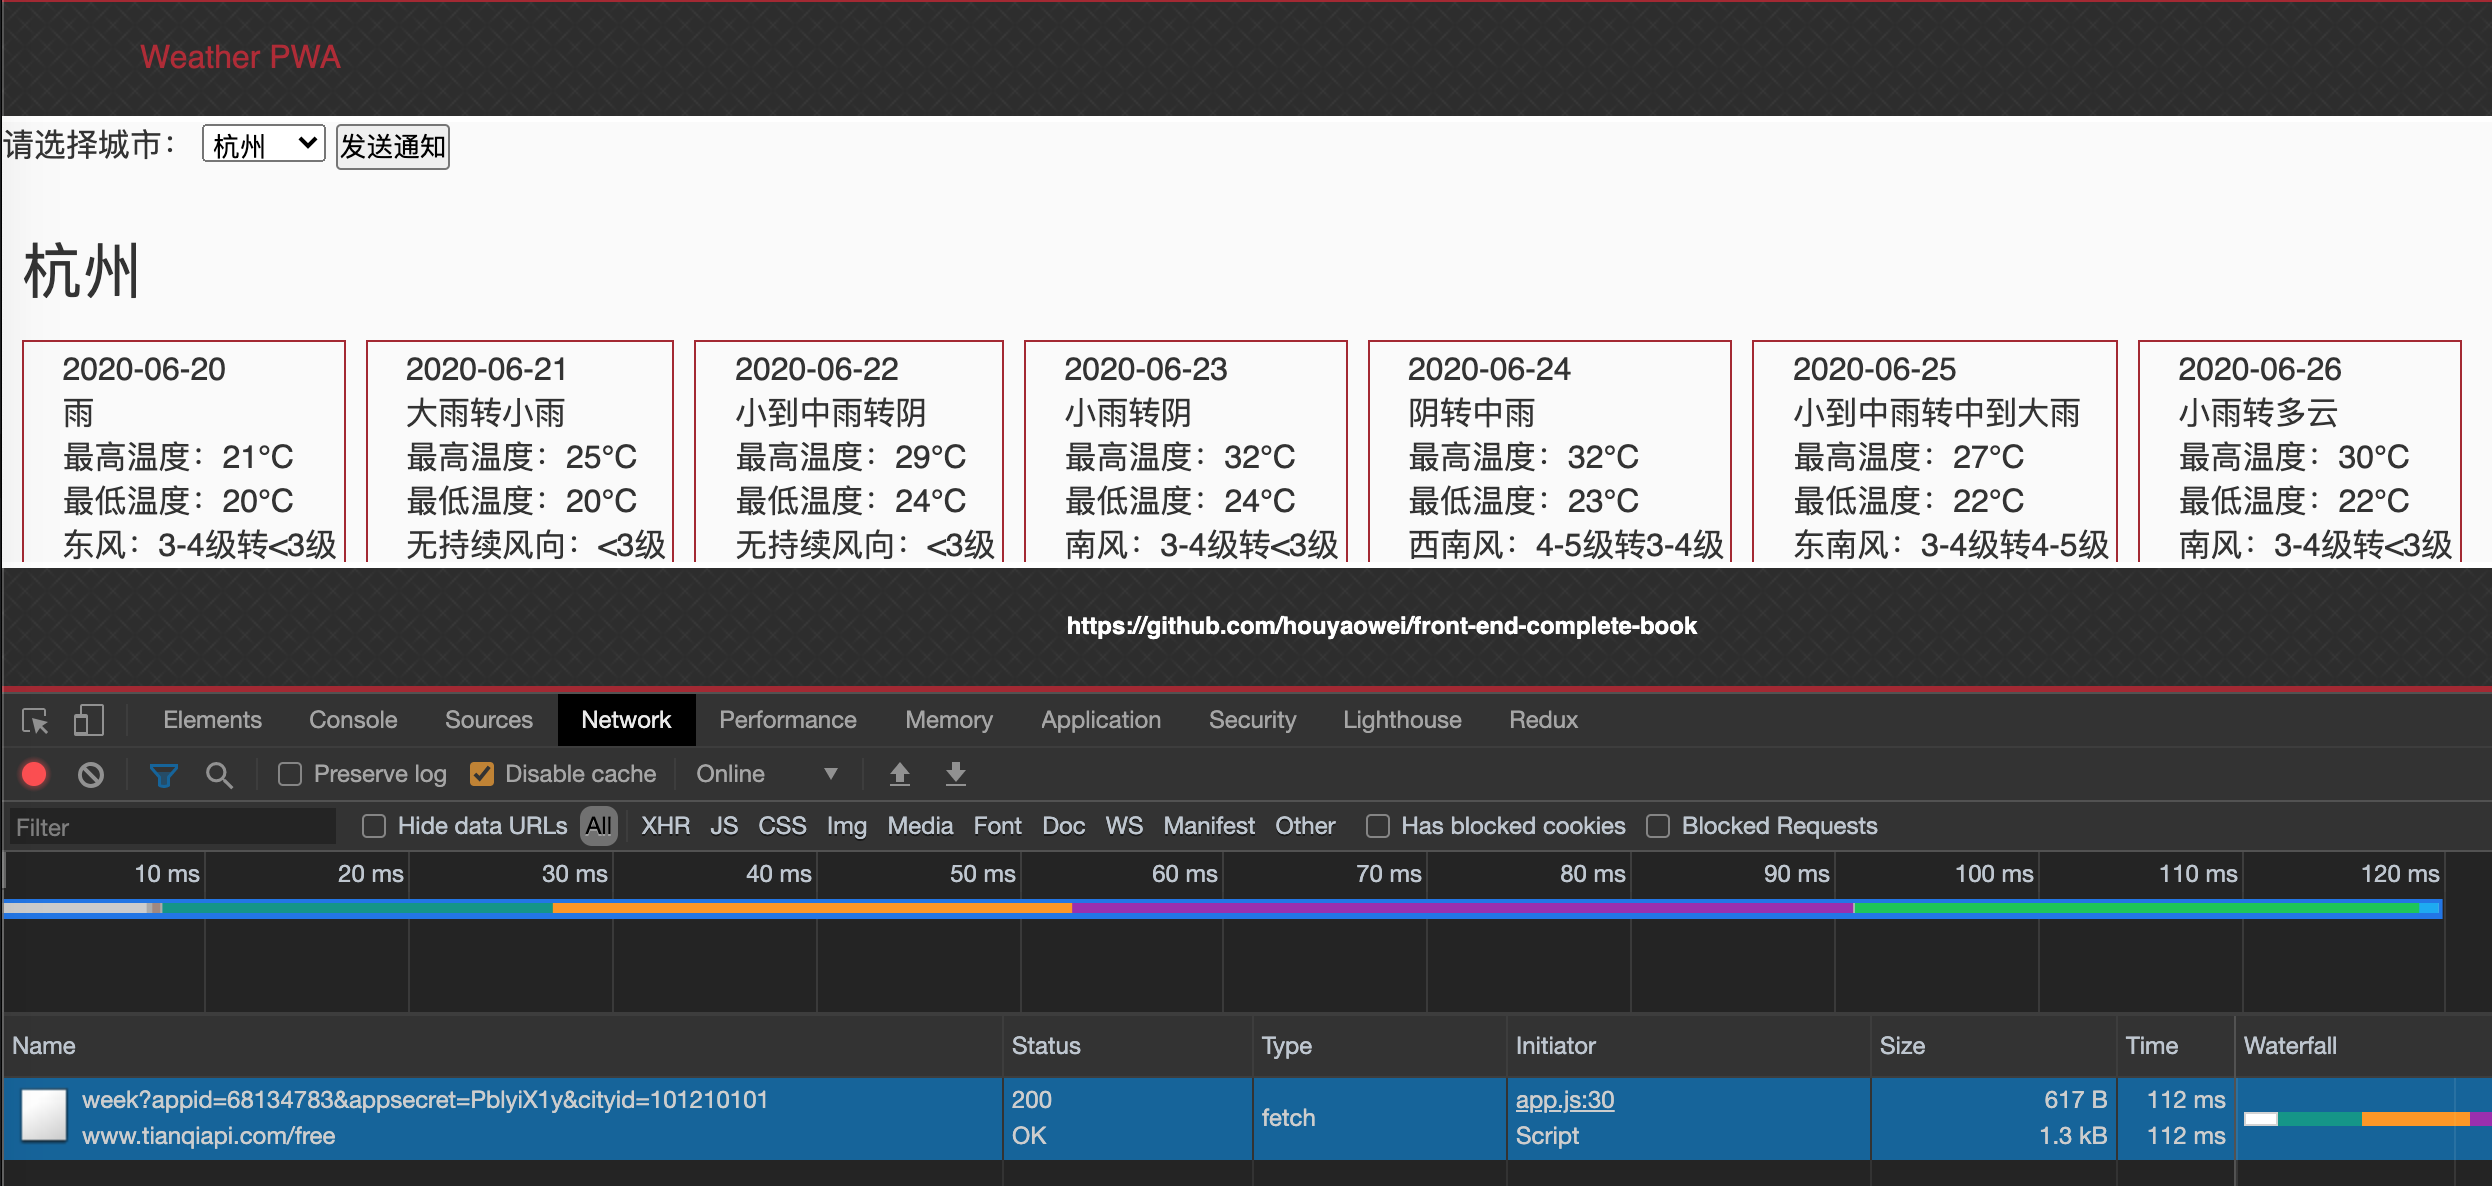 Weather PWA
请选择城市： 杭州 发送通知
杭州
2020-06-20
雨
最高温度：21°C
最低温度：20°C
东风：3-4级转<3级
2020-06-21
大雨转小雨
最高温度：25°C
最低温度：20°C
无持续风向：<3级
2020-06-22
小到中雨转阴
最高温度：29°C
最低温度：24°C
无持续风向：<3级
2020-06-23
小雨转阴
最高温度：32°C
最低温度：24°C
南风：3-4级转<3级
2020-06-24
阴转中雨
最高温度：32°C
最低温度：23°C
西南风：4-5级转3-4级
2020-06-25
小到中雨转中到大雨
最高温度：27°C
最低温度：22°C
东南风：3-4级转4-5级
2020-06-26
小雨转多云
最高温度：30°C
最低温度：22°C
南风：3-4级转<3级
https://github.com/houyaowei/front-end-complete-book
Elements Console Sources Network Performance Memory Application Security Lighthouse Redux
Preserve log Disable cache Online
Filter Hide data URLs All XHR JS CSS Img Media Font Doc WS Manifest Other Has blocked cookies Blocked Requests
10 ms 20 ms 30 ms 40 ms 50 ms 60 ms 70 ms 80 ms 90 ms 100 ms 110 ms 120 ms
Name Status Type Initiator Size Time Waterfall
week?appid=68134783&appsecret=PblyiX1y&cityid=101210101 200 fetch app.js:30 617 B 112 ms
www.tianqiapi.com/free OK Script 1.3 kB 112 ms